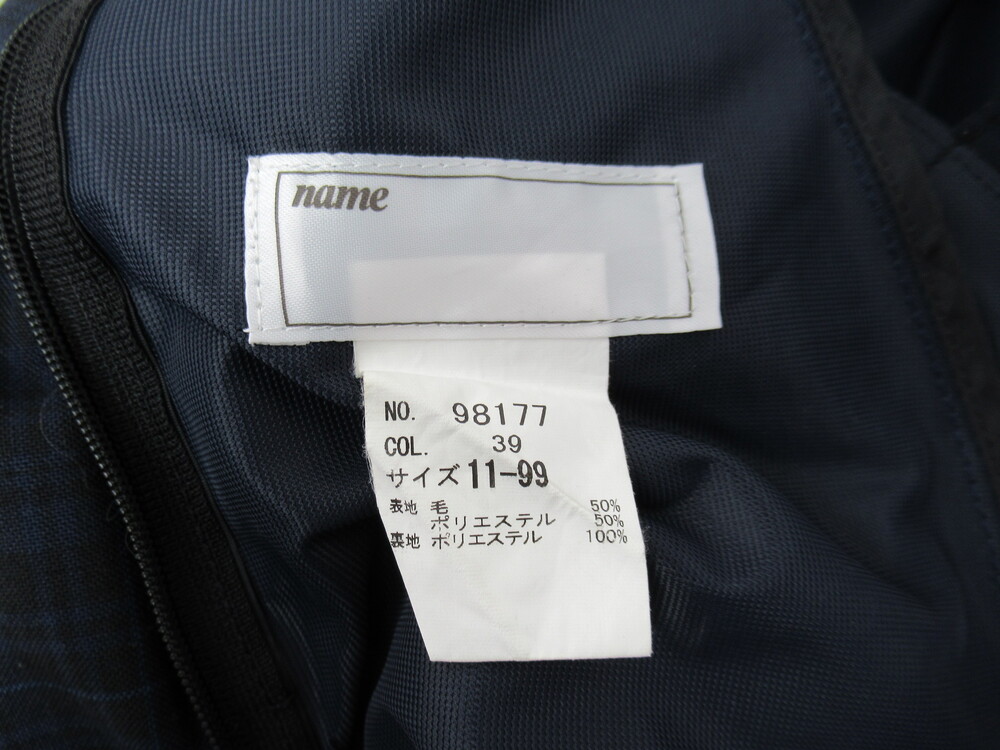 name
NO. 98177
COL. 39
サイズ 11-99
表地 毛 50%
ポリエステル 50%
裏地 ポリエステル 100%